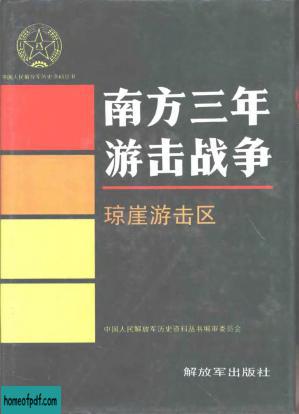 中国人民解放军历史资料丛书
南方三年
游击战争
琼崖游击区
中国人民解放军历史资料丛书编审委员会
解放军出版社
homeofpdf.com